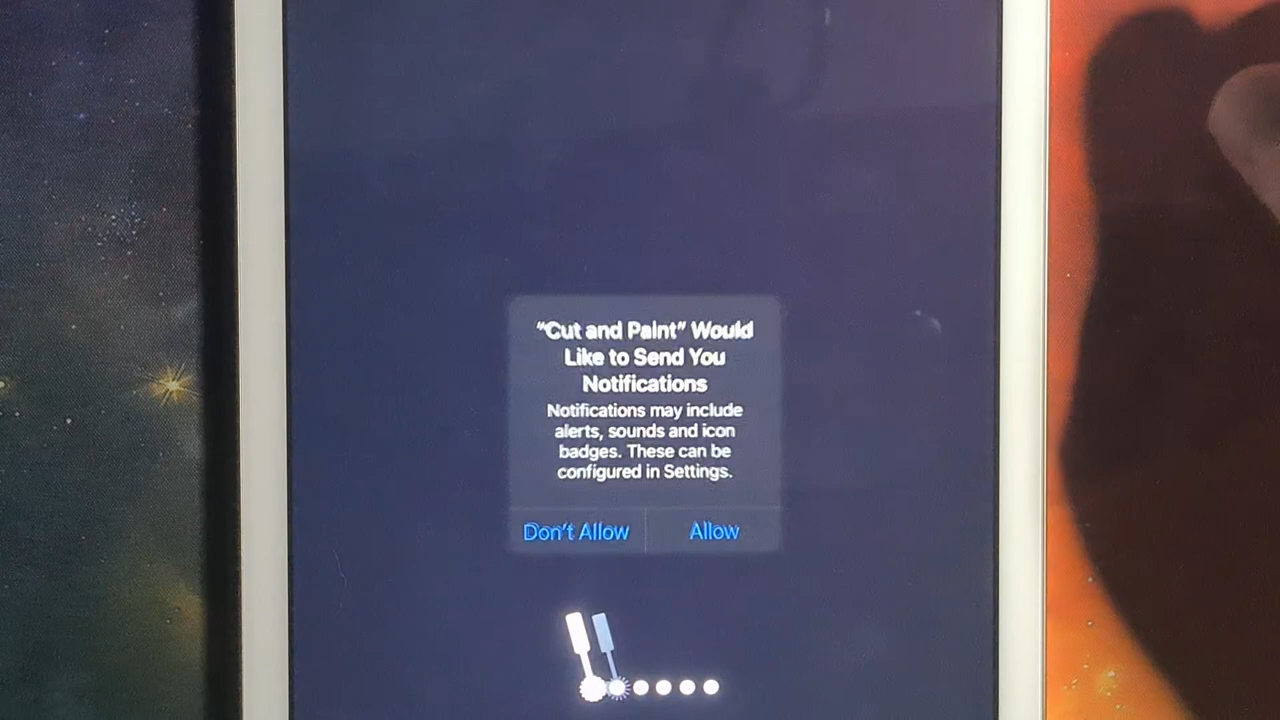 “Cut and Paint” Would
Like to Send You
Notifications
Notifications may include
alerts, sounds and icon
badges. These can be
configured in Settings.
Don’t Allow
Allow